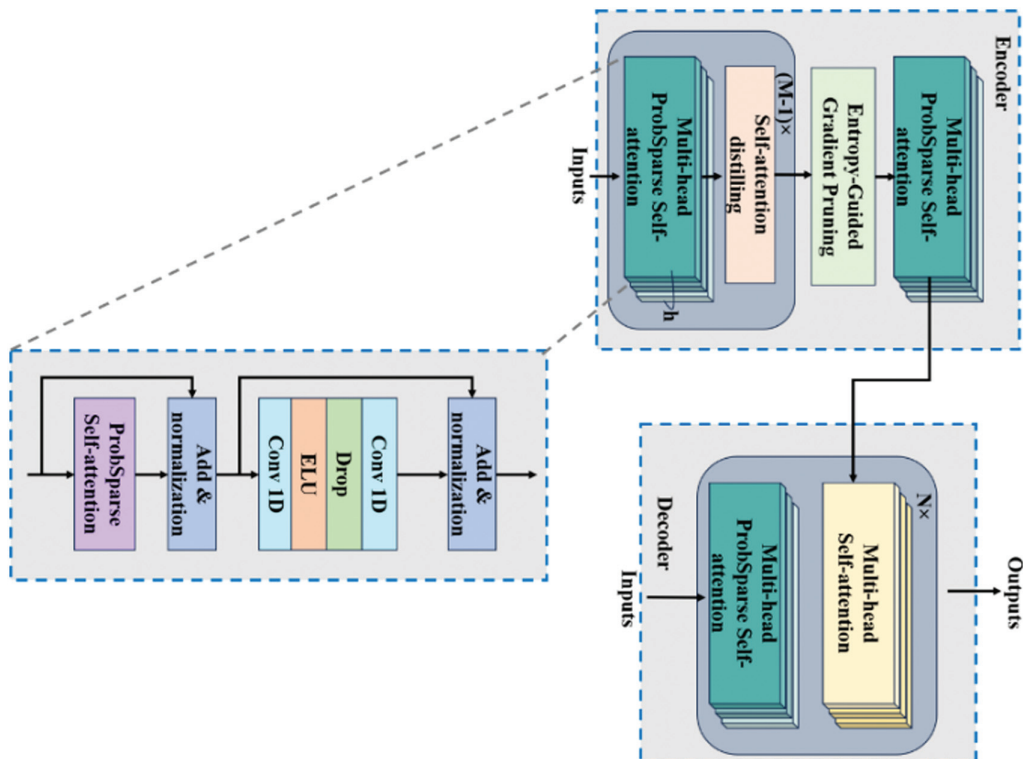 Encoder
Multi-head
ProbSparse Self-
attention
Entropy-Guided
Gradient Pruning
(M-1)×
Self-attention
distilling
Multi-head
ProbSparse Self-
attention
h
Inputs
Outputs
N×
Multi-head
Self-attention
Multi-head
ProbSparse Self-
attention
Decoder
Inputs
Add &
normalization
Conv 1D
Drop
ELU
Conv 1D
Add &
normalization
ProbSparse
Self-attention